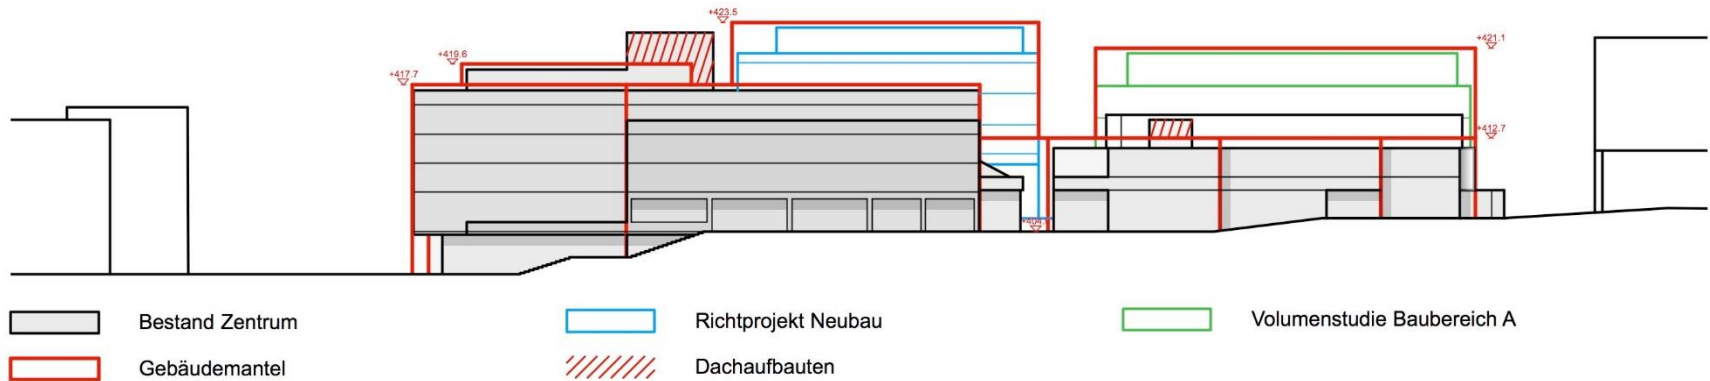 +423.5
+421.1
+419.6
+417.7
+412.7
Bestand Zentrum
Richtprojekt Neubau
Volumenstudie Baubereich A
Gebäudemantel
Dachaufbauten